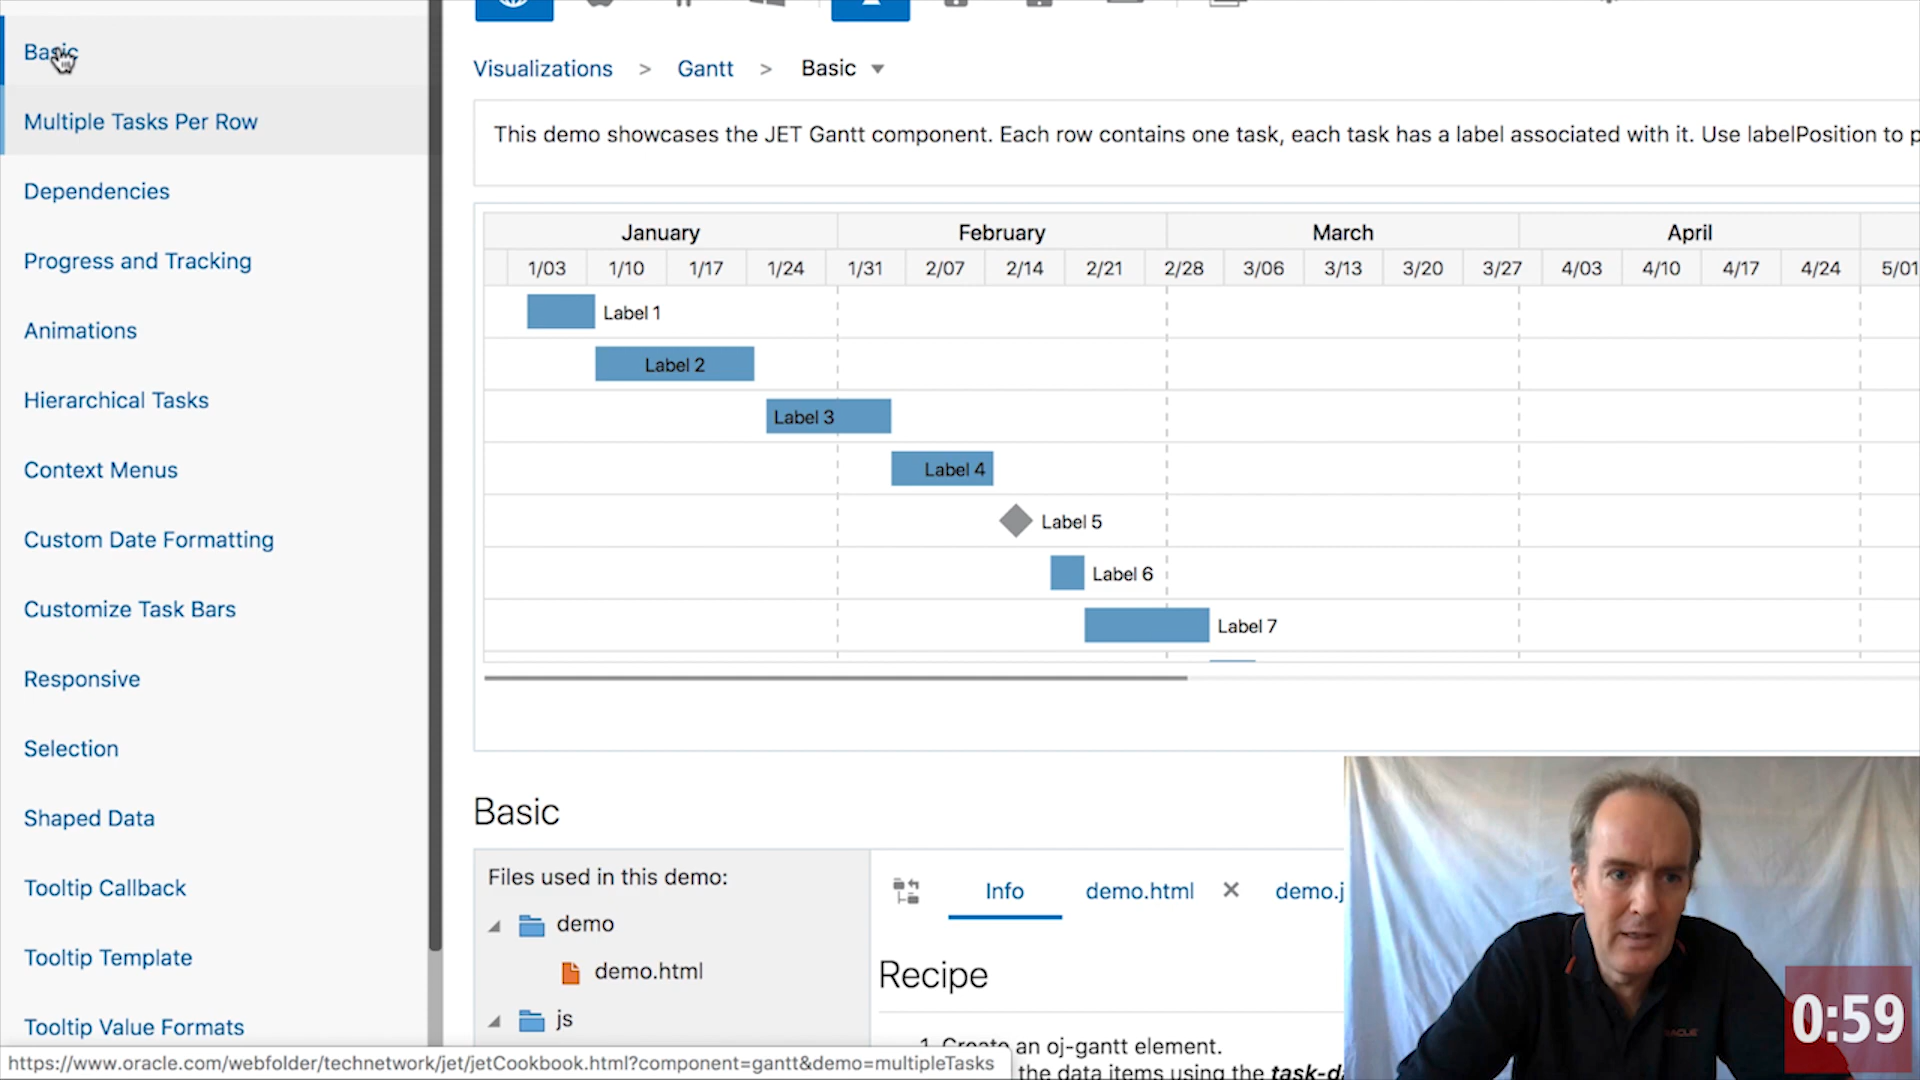 Basic
Multiple Tasks Per Row
Dependencies
Progress and Tracking
Animations
Hierarchical Tasks
Context Menus
Custom Date Formatting
Customize Task Bars
Responsive
Selection
Shaped Data
Tooltip Callback
Tooltip Template
Tooltip Value Formats
Visualizations > Gantt > Basic
This demo showcases the JET Gantt component. Each row contains one task, each task has a label associated with it. Use labelPosition to p
January February March April
1/03 1/10 1/17 1/24 1/31 2/07 2/14 2/21 2/28 3/06 3/13 3/20 3/27 4/03 4/10 4/17 4/24 5/01
Label 1
Label 2
Label 3
Label 4
Label 5
Label 6
Label 7
Basic
Files used in this demo:
demo
demo.html
js
Info demo.html × demo.j
Recipe
1. Create an oj-gantt element.
the data items using the task-da
https://www.oracle.com/webfolder/technetwork/jet/jetCookbook.html?component=gantt&demo=multipleTasks
ORACLE
0:59